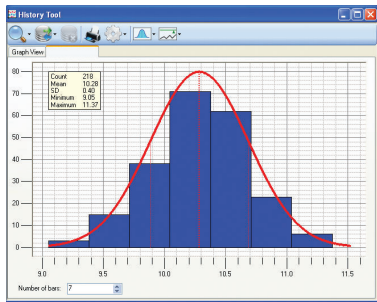 History Tool
Graph View
Count 218
Mean 10.28
SD 0.40
Minimum 9.05
Maximum 11.37
80
70
60
50
40
30
20
10
0
9.0 9.5 10.0 10.5 11.0 11.5
Number of bars: 7